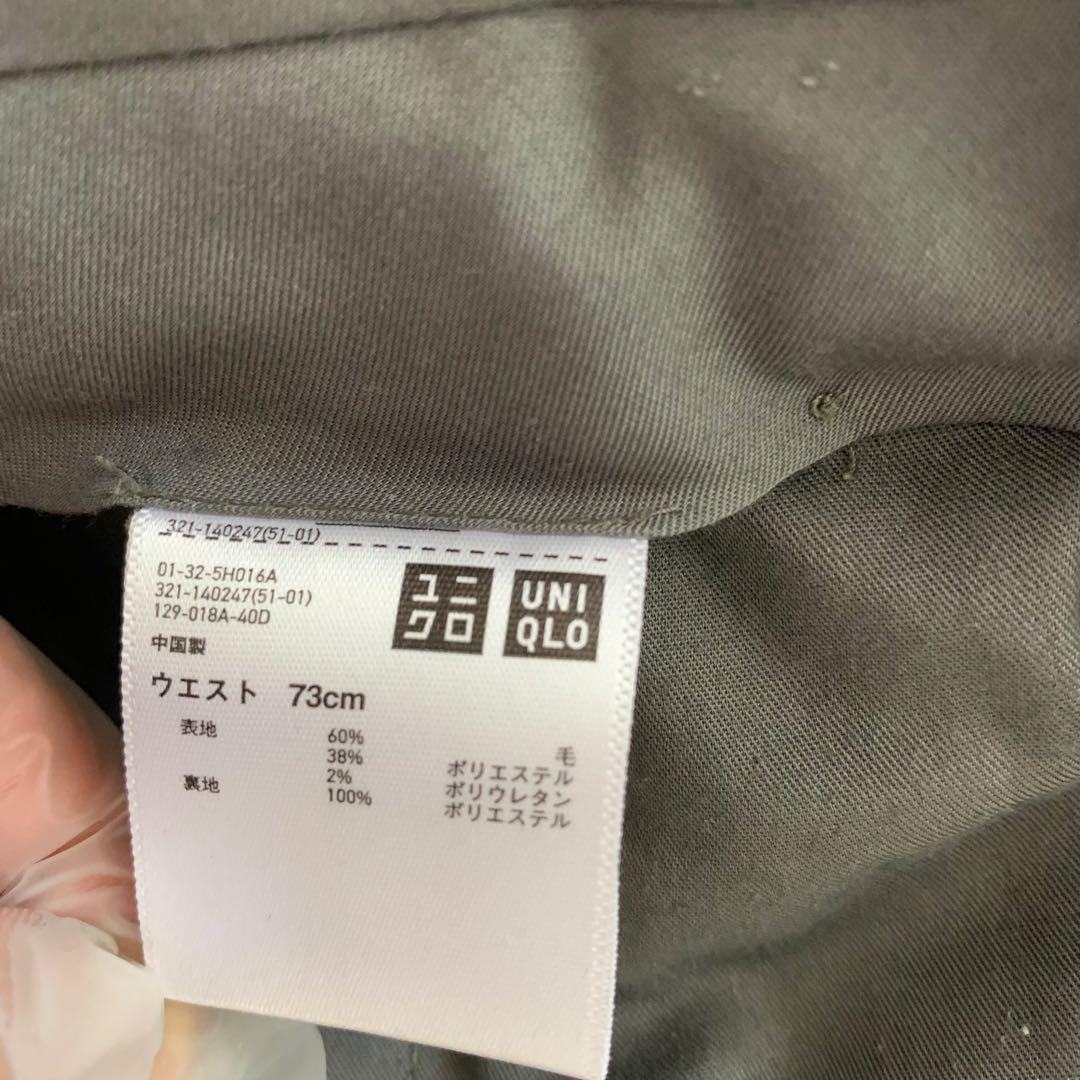 321-140247(51-01)
01-32-5H016A
321-140247(51-01)
129-018A-40D
中国製
ユニ
クロ
UNI
QLO
ウエスト 73cm
表地 60% 毛
38% ポリエステル
2% ポリウレタン
裏地 100% ポリエステル